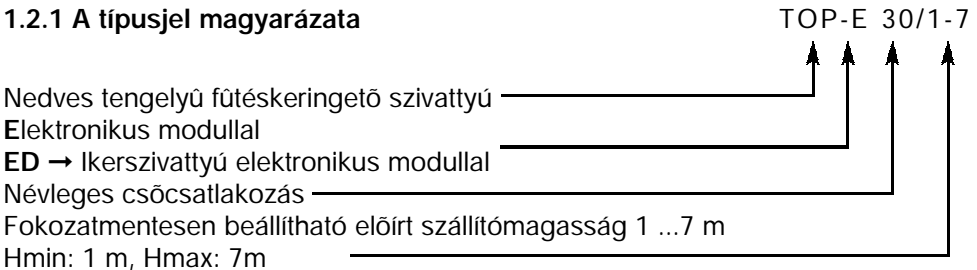 1.2.1 A típusjel magyarázata TOP-E 30/1-7
Nedves tengelyû fûtéskeringetõ szivattyú
Elektronikus modullal
ED ➞ Ikerszivattyú elektronikus modullal
Névleges csõcsatlakozás
Fokozatmentesen beállítható elõírt szállítómagasság 1 ...7 m
Hmin: 1 m, Hmax: 7m